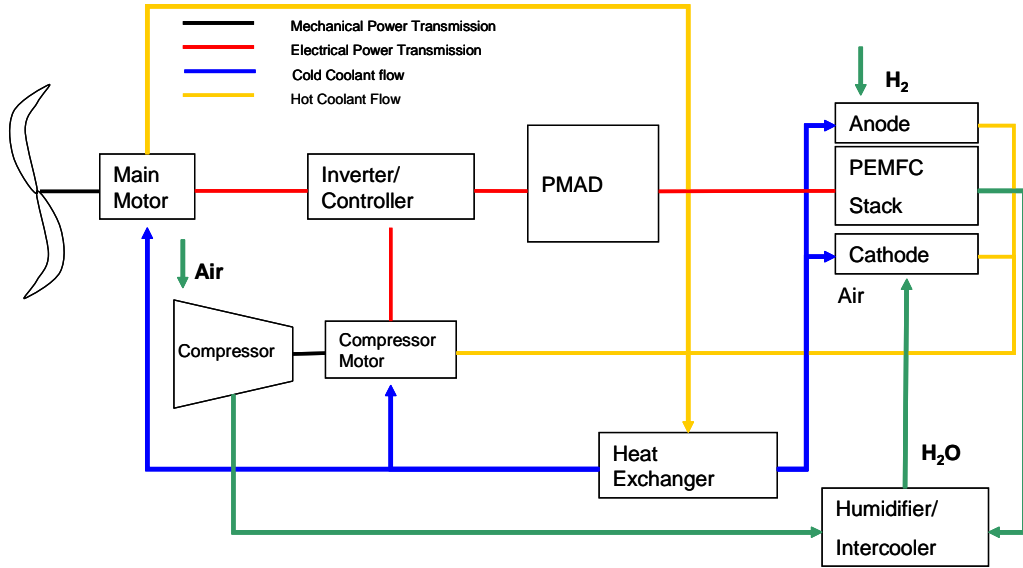 Mechanical Power Transmission
Electrical Power Transmission
Cold Coolant flow
Hot Coolant Flow
H₂
Anode
Main
Motor
Inverter/
Controller
PMAD
PEMFC
Stack
Cathode
Air
Air
Compressor
Compressor
Motor
Heat
Exchanger
H₂O
Humidifier/
Intercooler